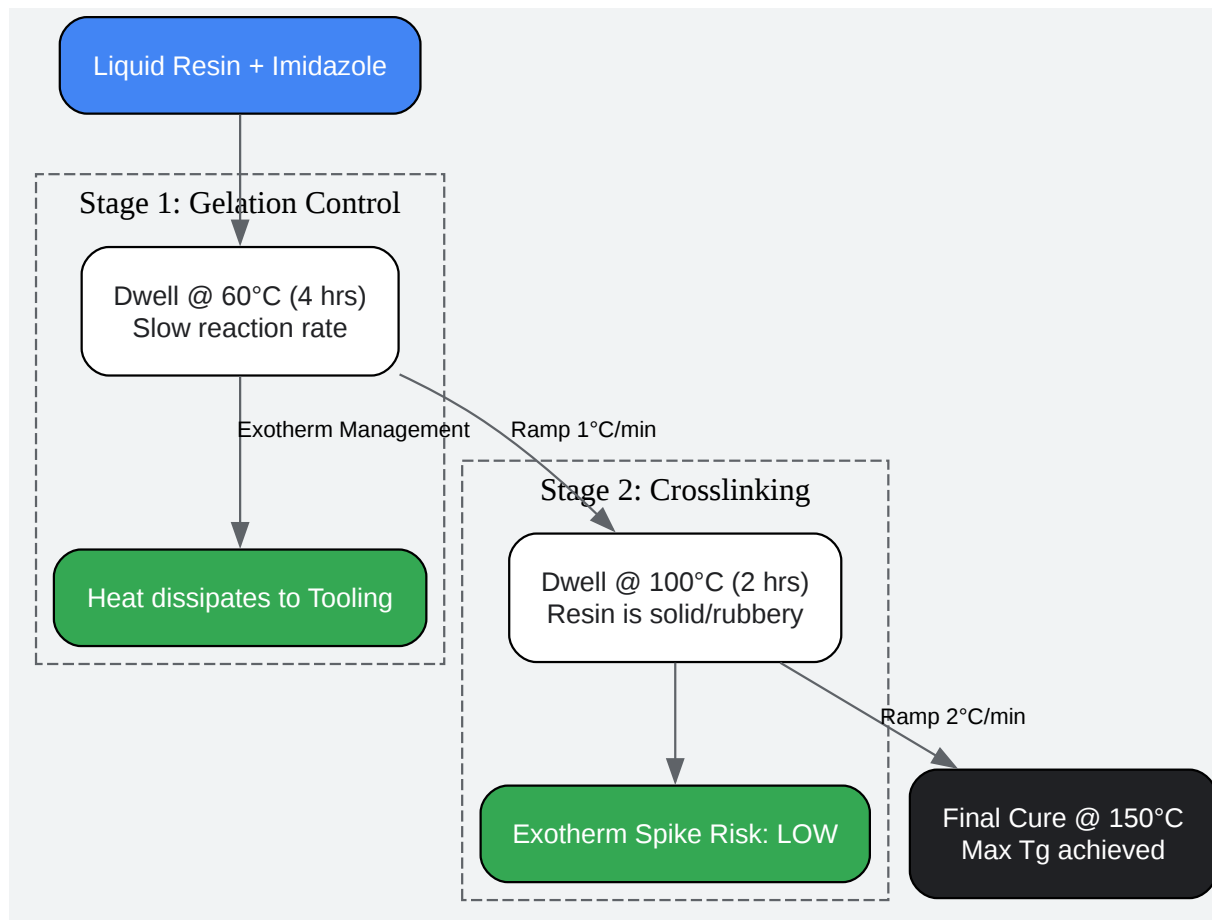 Liquid Resin + Imidazole
Stage 1: Gelation Control
Dwell @ 60°C (4 hrs)
Slow reaction rate
Exotherm Management
Ramp 1°C/min
Stage 2: Crosslinking
Heat dissipates to Tooling
Dwell @ 100°C (2 hrs)
Resin is solid/rubbery
Ramp 2°C/min
Exotherm Spike Risk: LOW
Final Cure @ 150°C
Max Tg achieved